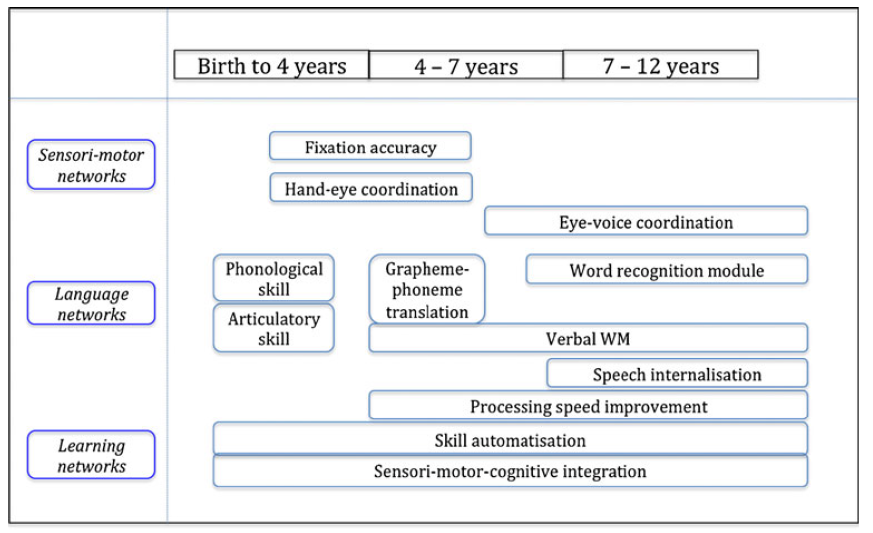 Birth to 4 years
4 – 7 years
7 – 12 years
Sensori-motor
networks
Fixation accuracy
Hand-eye coordination
Eye-voice coordination
Language
networks
Phonological
skill
Articulatory
skill
Grapheme-
phoneme
translation
Word recognition module
Verbal WM
Speech internalisation
Processing speed improvement
Learning
networks
Skill automatisation
Sensori-motor-cognitive integration